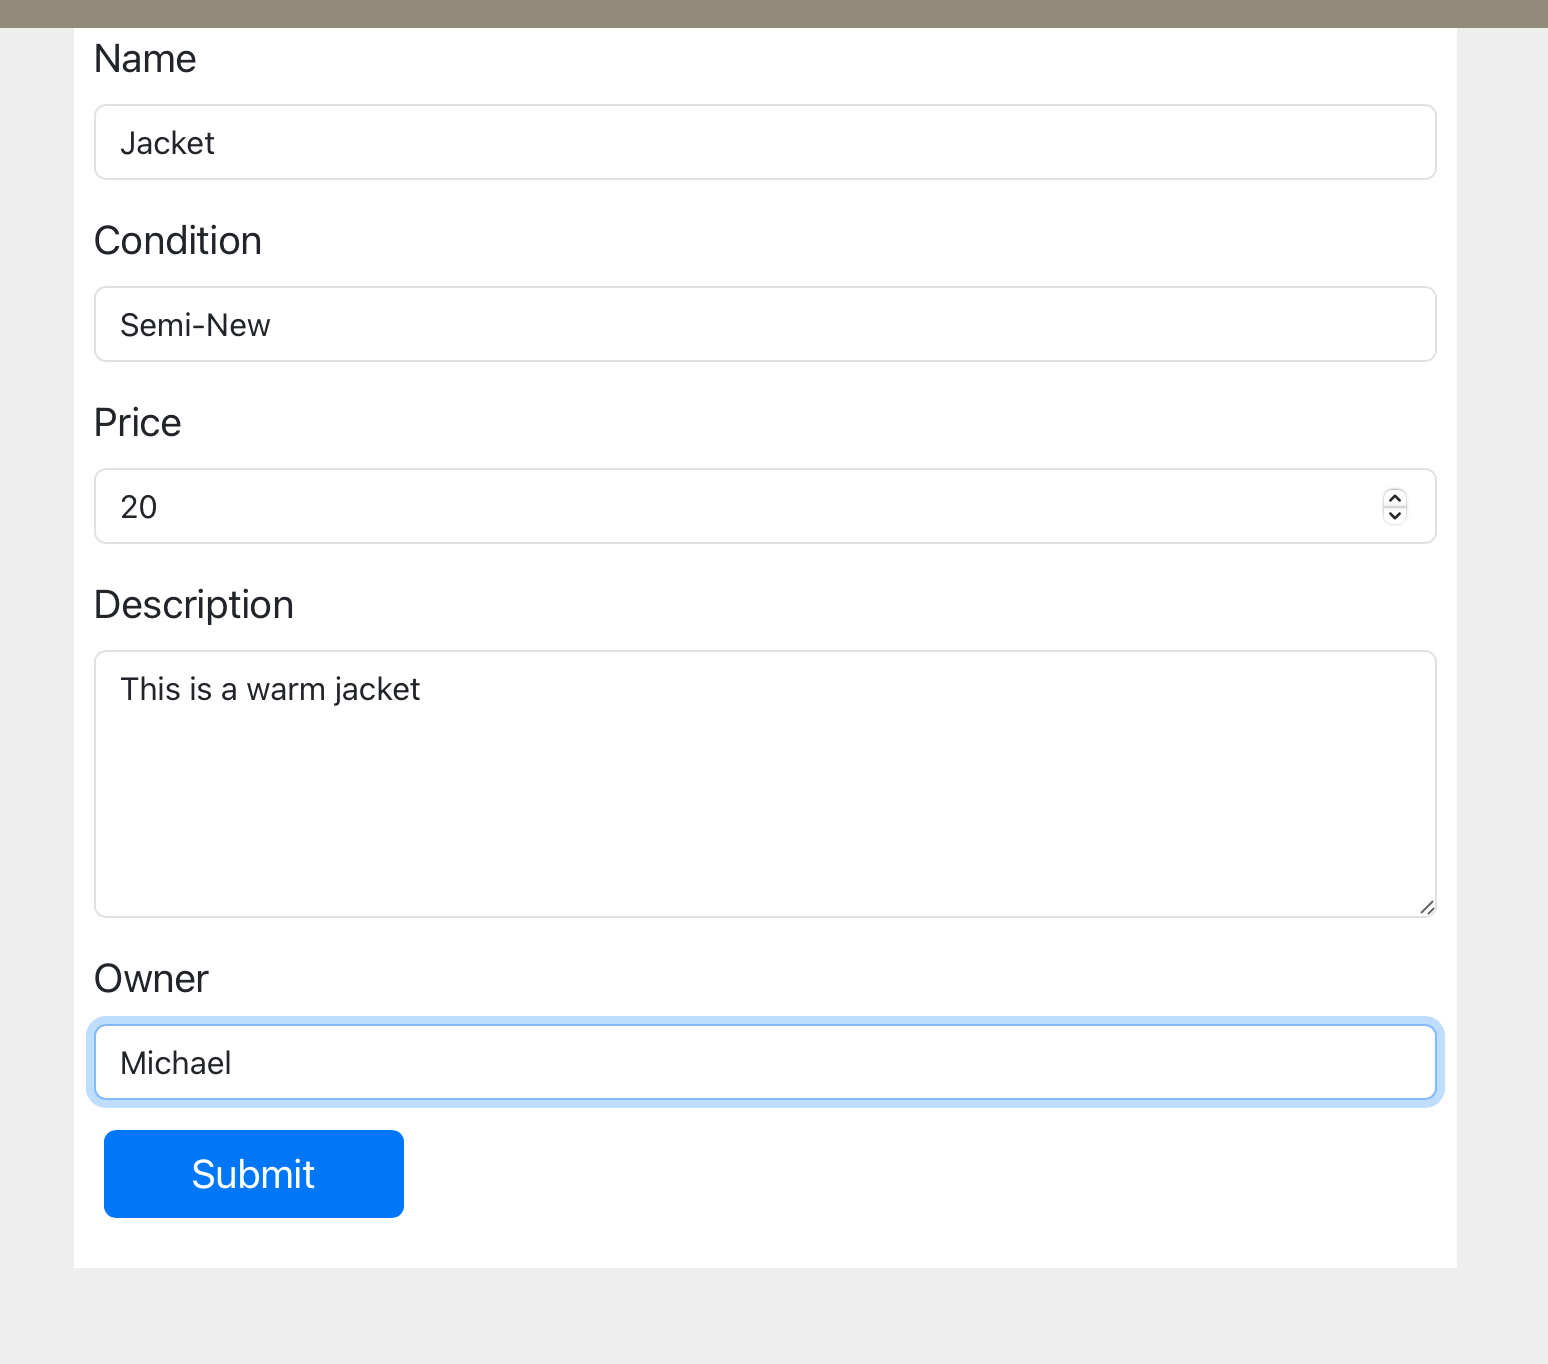 Name
Jacket
Condition
Semi-New
Price
20
Description
This is a warm jacket
Owner
Michael
Submit